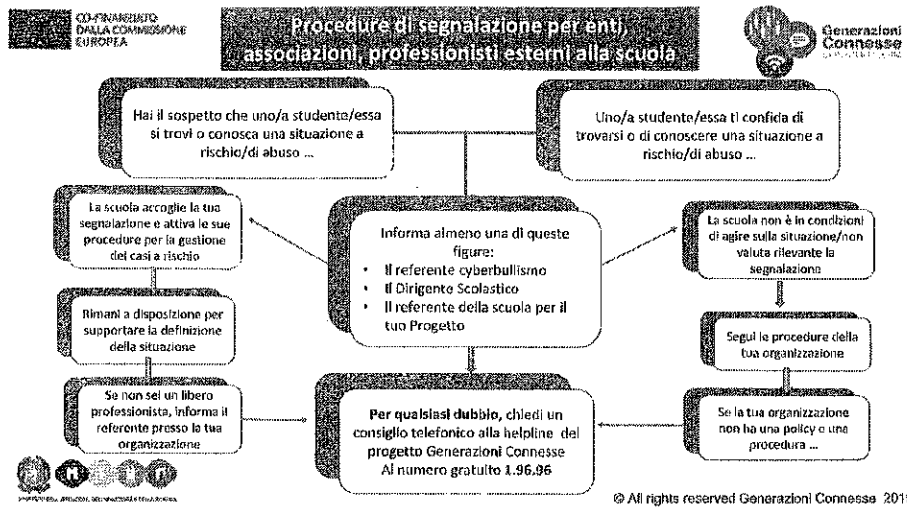 CO-FINANZIATO
DALLA COMMISSIONE
EUROPEA
Procedure di segnalazione per enti,
associazioni, professionisti esterni alla scuola
Generazioni
Connesse
Hai il sospetto che uno/a studente/essa
si trovi o conosca una situazione a
rischio/di abuso ...
Uno/a studente/essa ti confida di
trovarsi o di conoscere una situazione a
rischio/di abuso ...
La scuola accoglie la tua
segnalazione e attiva le sue
procedure per la gestione
dei casi a rischio
Informa almeno una di queste
figure:
• Il referente cyberbullismo
• Il Dirigente Scolastico
• Il referente della scuola per il
tuo Progetto
La scuola non è in condizioni
di agire sulla situazione/non
valuta rilevante la
segnalazione
Rimani a disposizione per
supportare la definizione
della situazione
Segui le procedure della
tua organizzazione
Se non sei un libero
professionista, informa il
referente presso la tua
organizzazione
Per qualsiasi dubbio, chiedi un
consiglio telefonico alla helpline del
progetto Generazioni Connesse
Al numero gratuito 1.96.96
Se la tua organizzazione
non ha una policy o una
procedura ...
© All rights reserved Generazioni Connesse 201